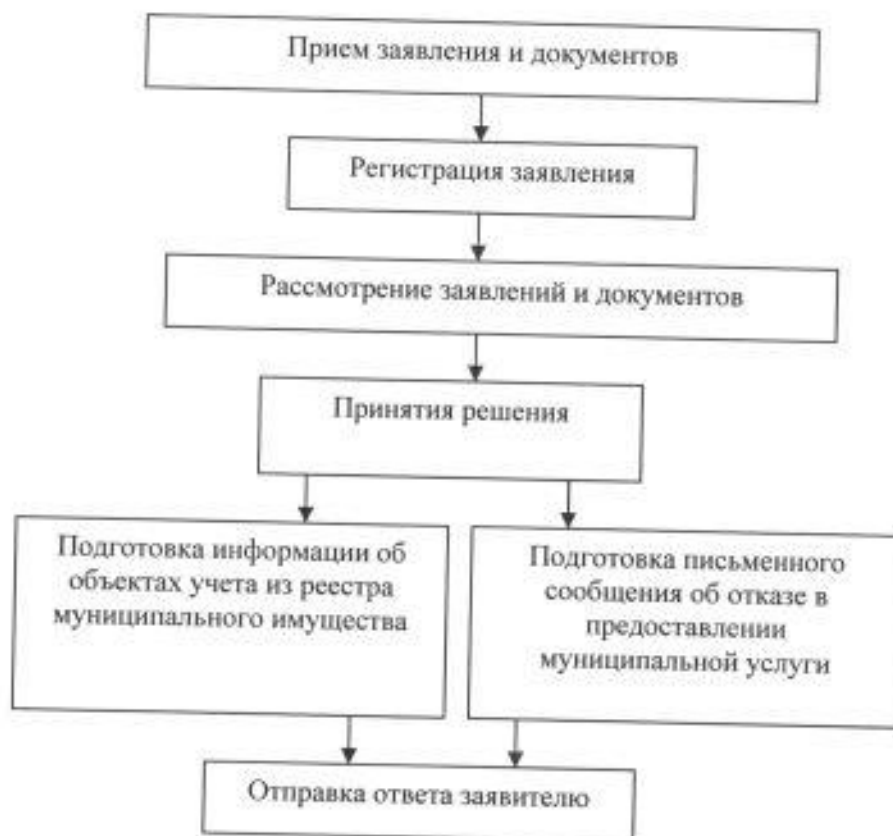 Прием заявления и документов
Регистрация заявления
Рассмотрение заявлений и документов
Принятия решения
Подготовка информации об
объектах учета из реестра
муниципального имущества
Подготовка письменного
сообщения об отказе в
предоставлении
муниципальной услуги
Отправка ответа заявителю